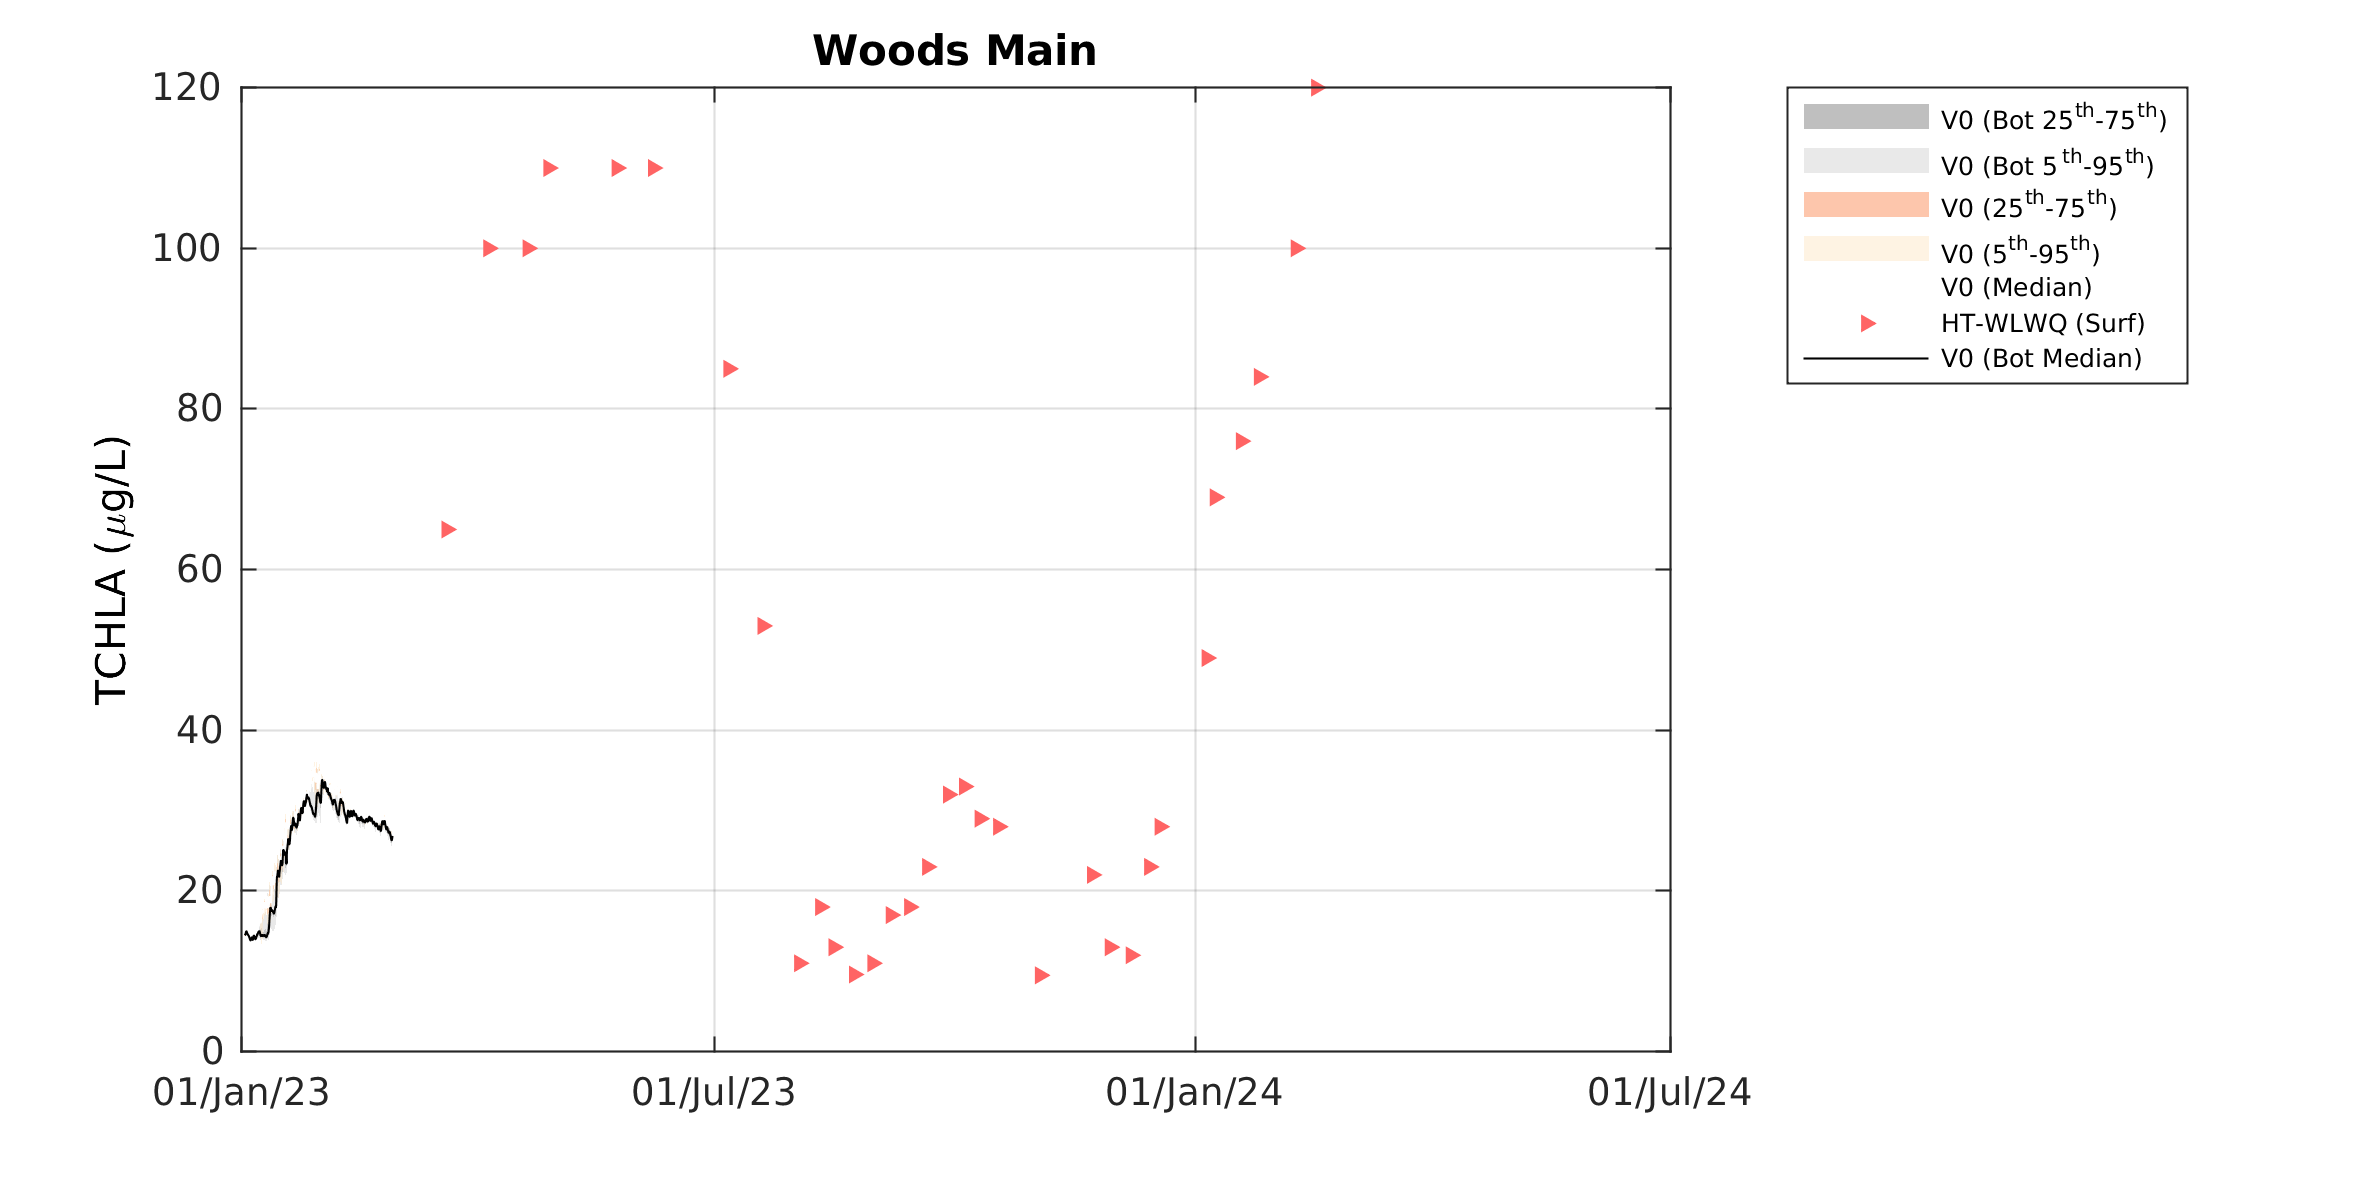 Woods Main
120
100
80
60
40
20
0
TCHLA (μg/L)
01/Jan/23
01/Jul/23
01/Jan/24
01/Jul/24
V0 (Bot 25th-75th)
V0 (Bot 5th-95th)
V0 (25th-75th)
V0 (5th-95th)
V0 (Median)
HT-WLWQ (Surf)
V0 (Bot Median)